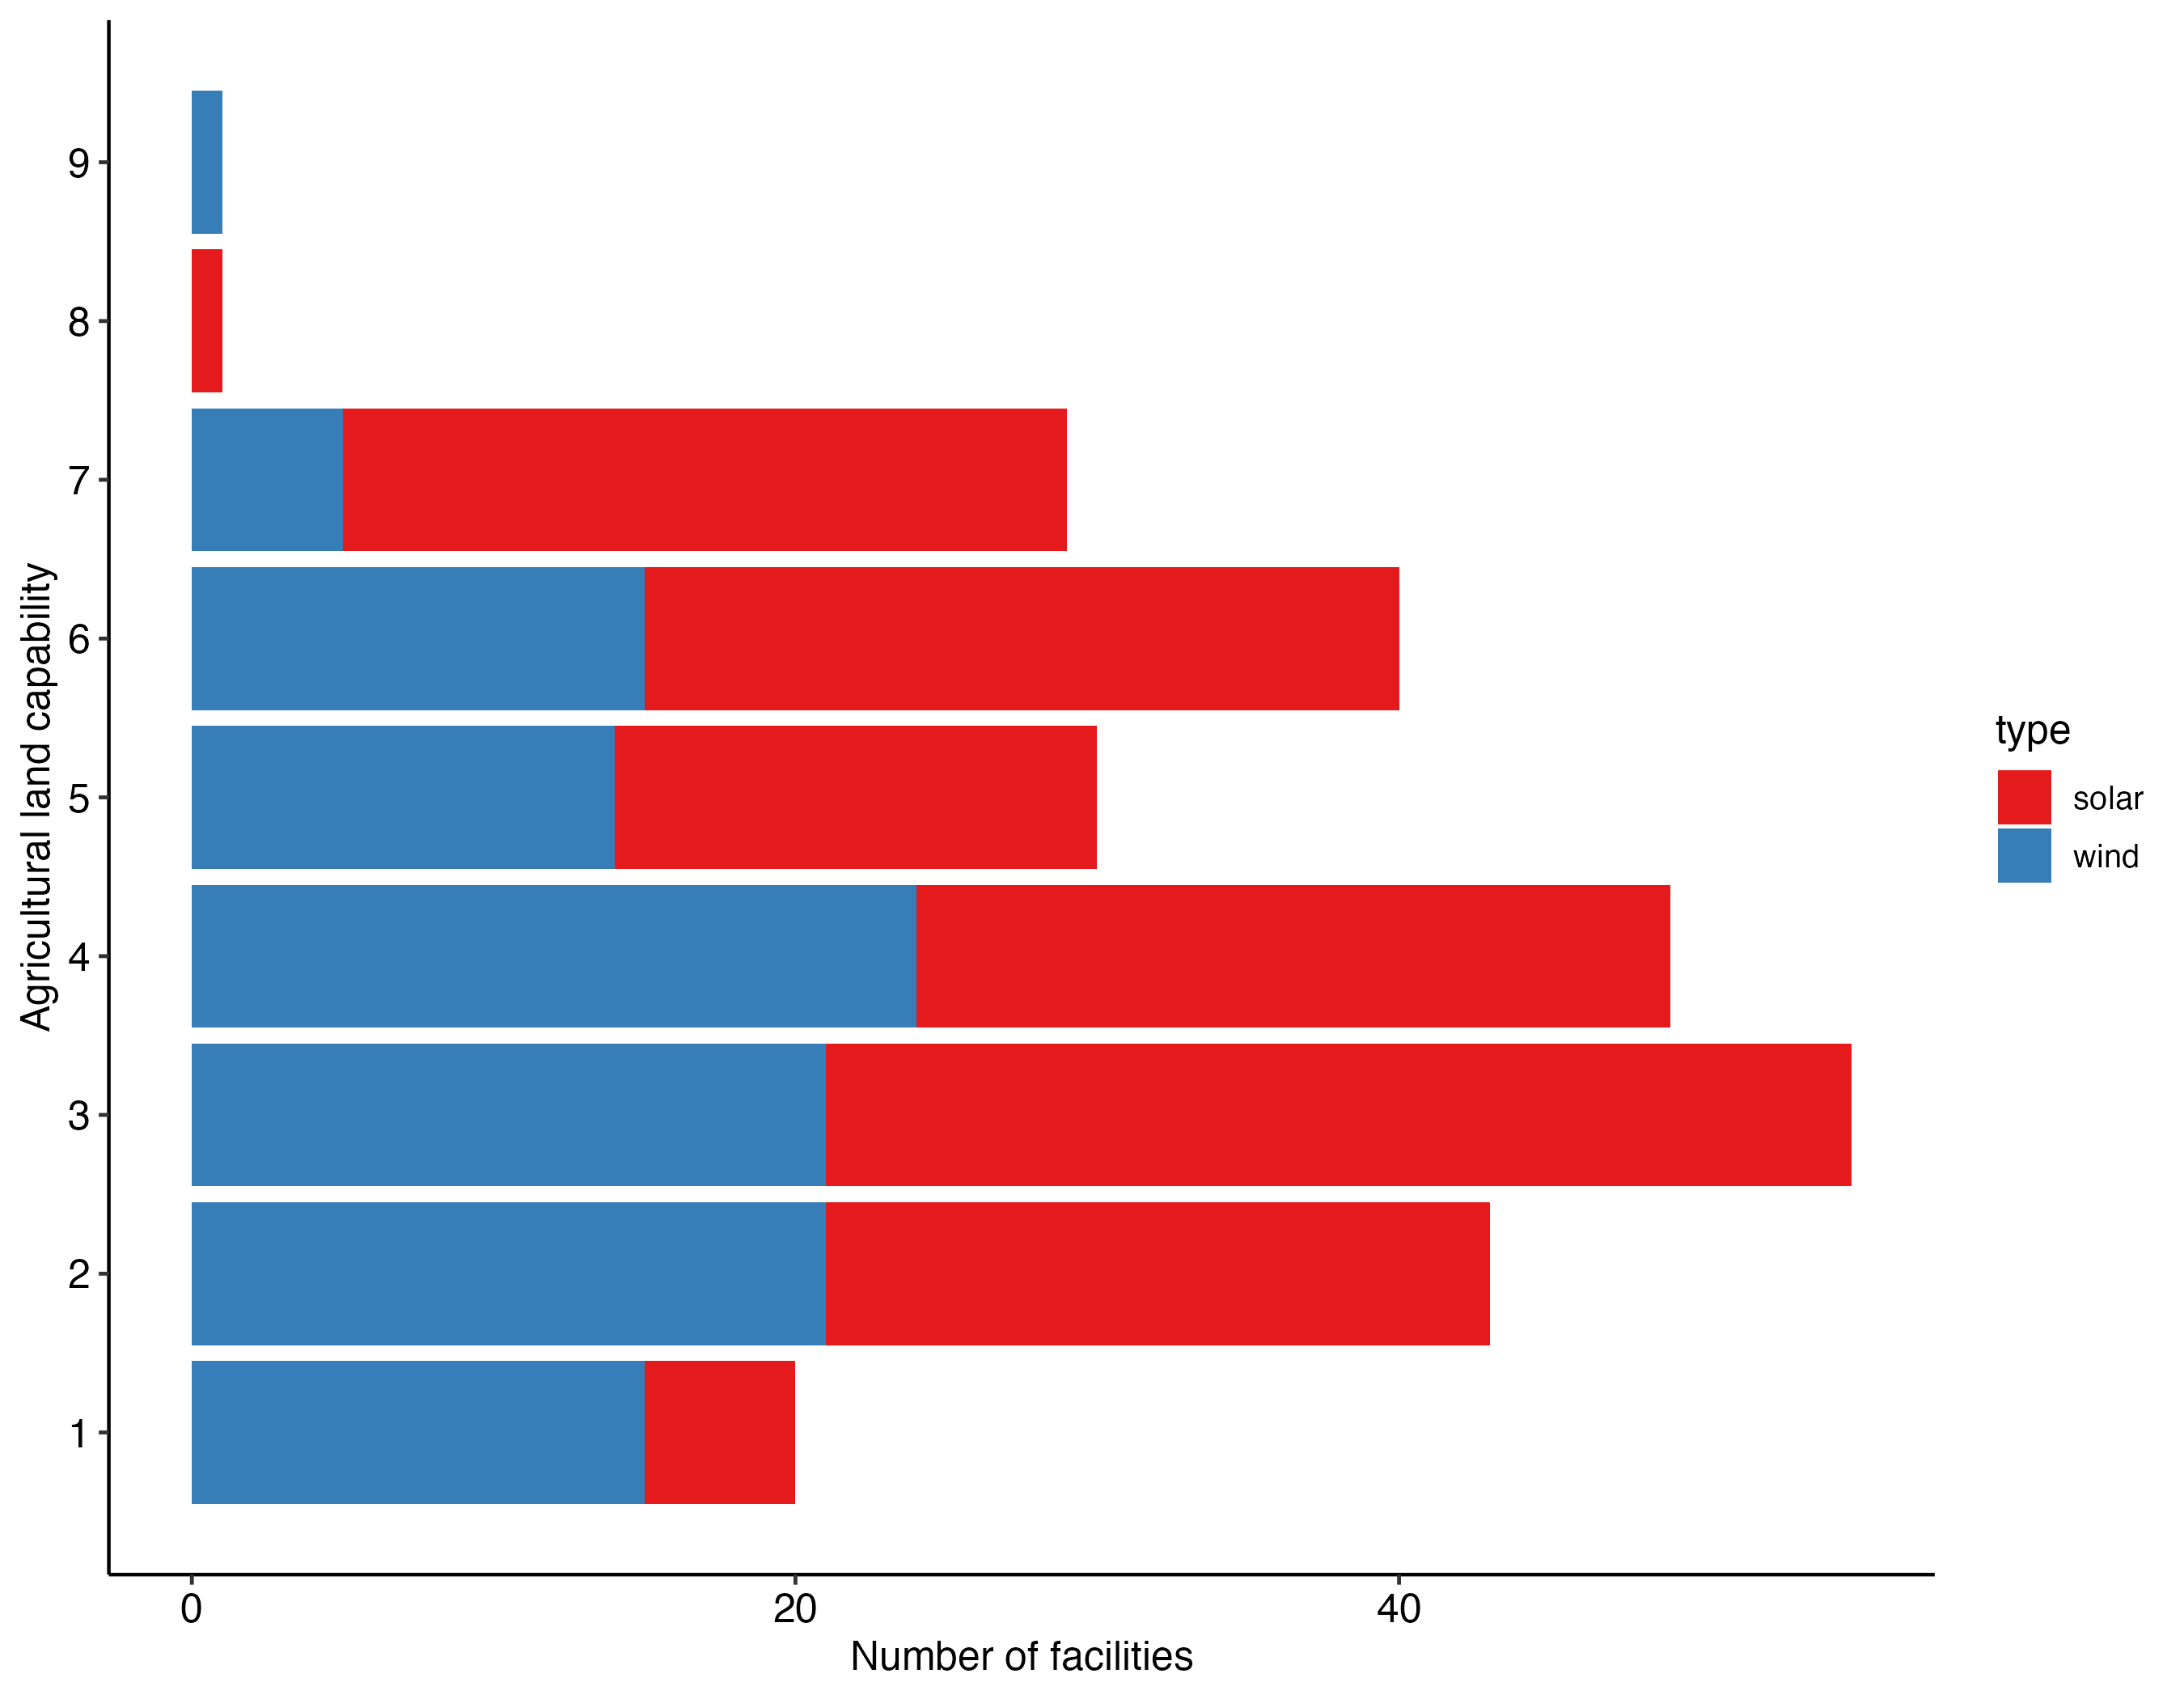 Agricultural land capability
9
8
7
6
5
4
3
2
1
0 20 40
Number of facilities
type
solar
wind